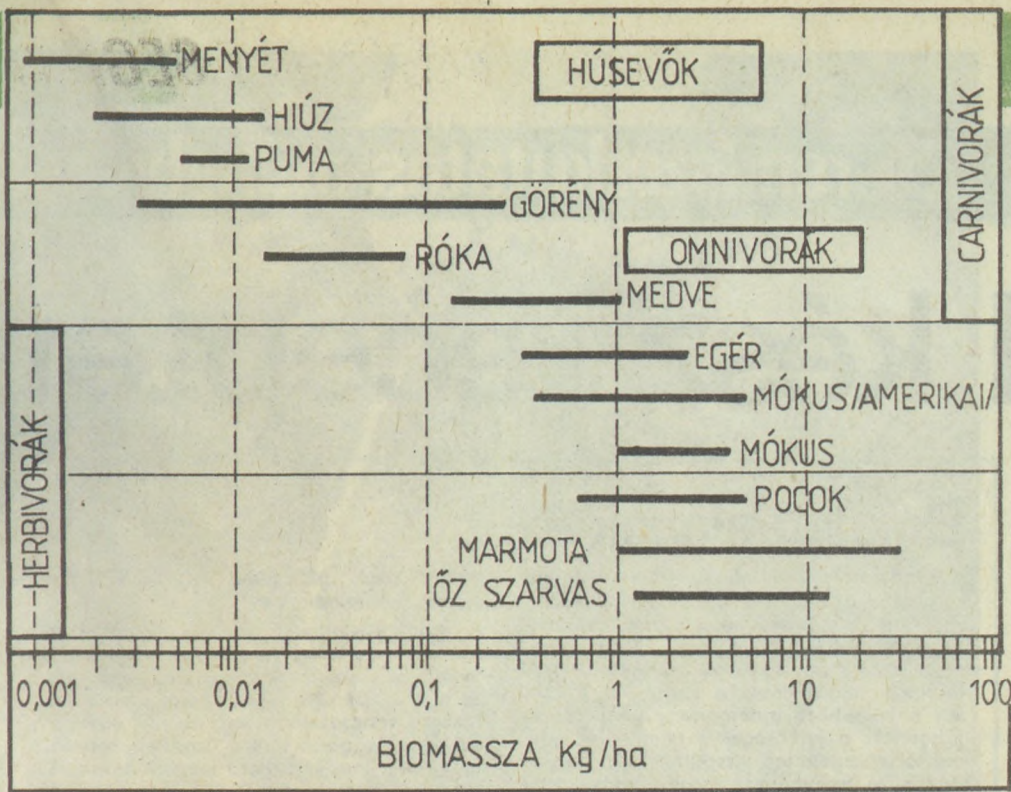 MENYÉT
HÚSEVŐK
HIÚZ
PUMA
CARNIVORÁK
GÖRÉNY
RÓKA
OMNIVORÁK
MEDVE
EGÉR
MÓKUS/AMERIKAI/
MÓKUS
HERBIVORÁK
POCOK
MARMOTA
ŐZ SZARVAS
0,001 0,01 0,1 1 10 100
BIOMASSZA Kg/ha